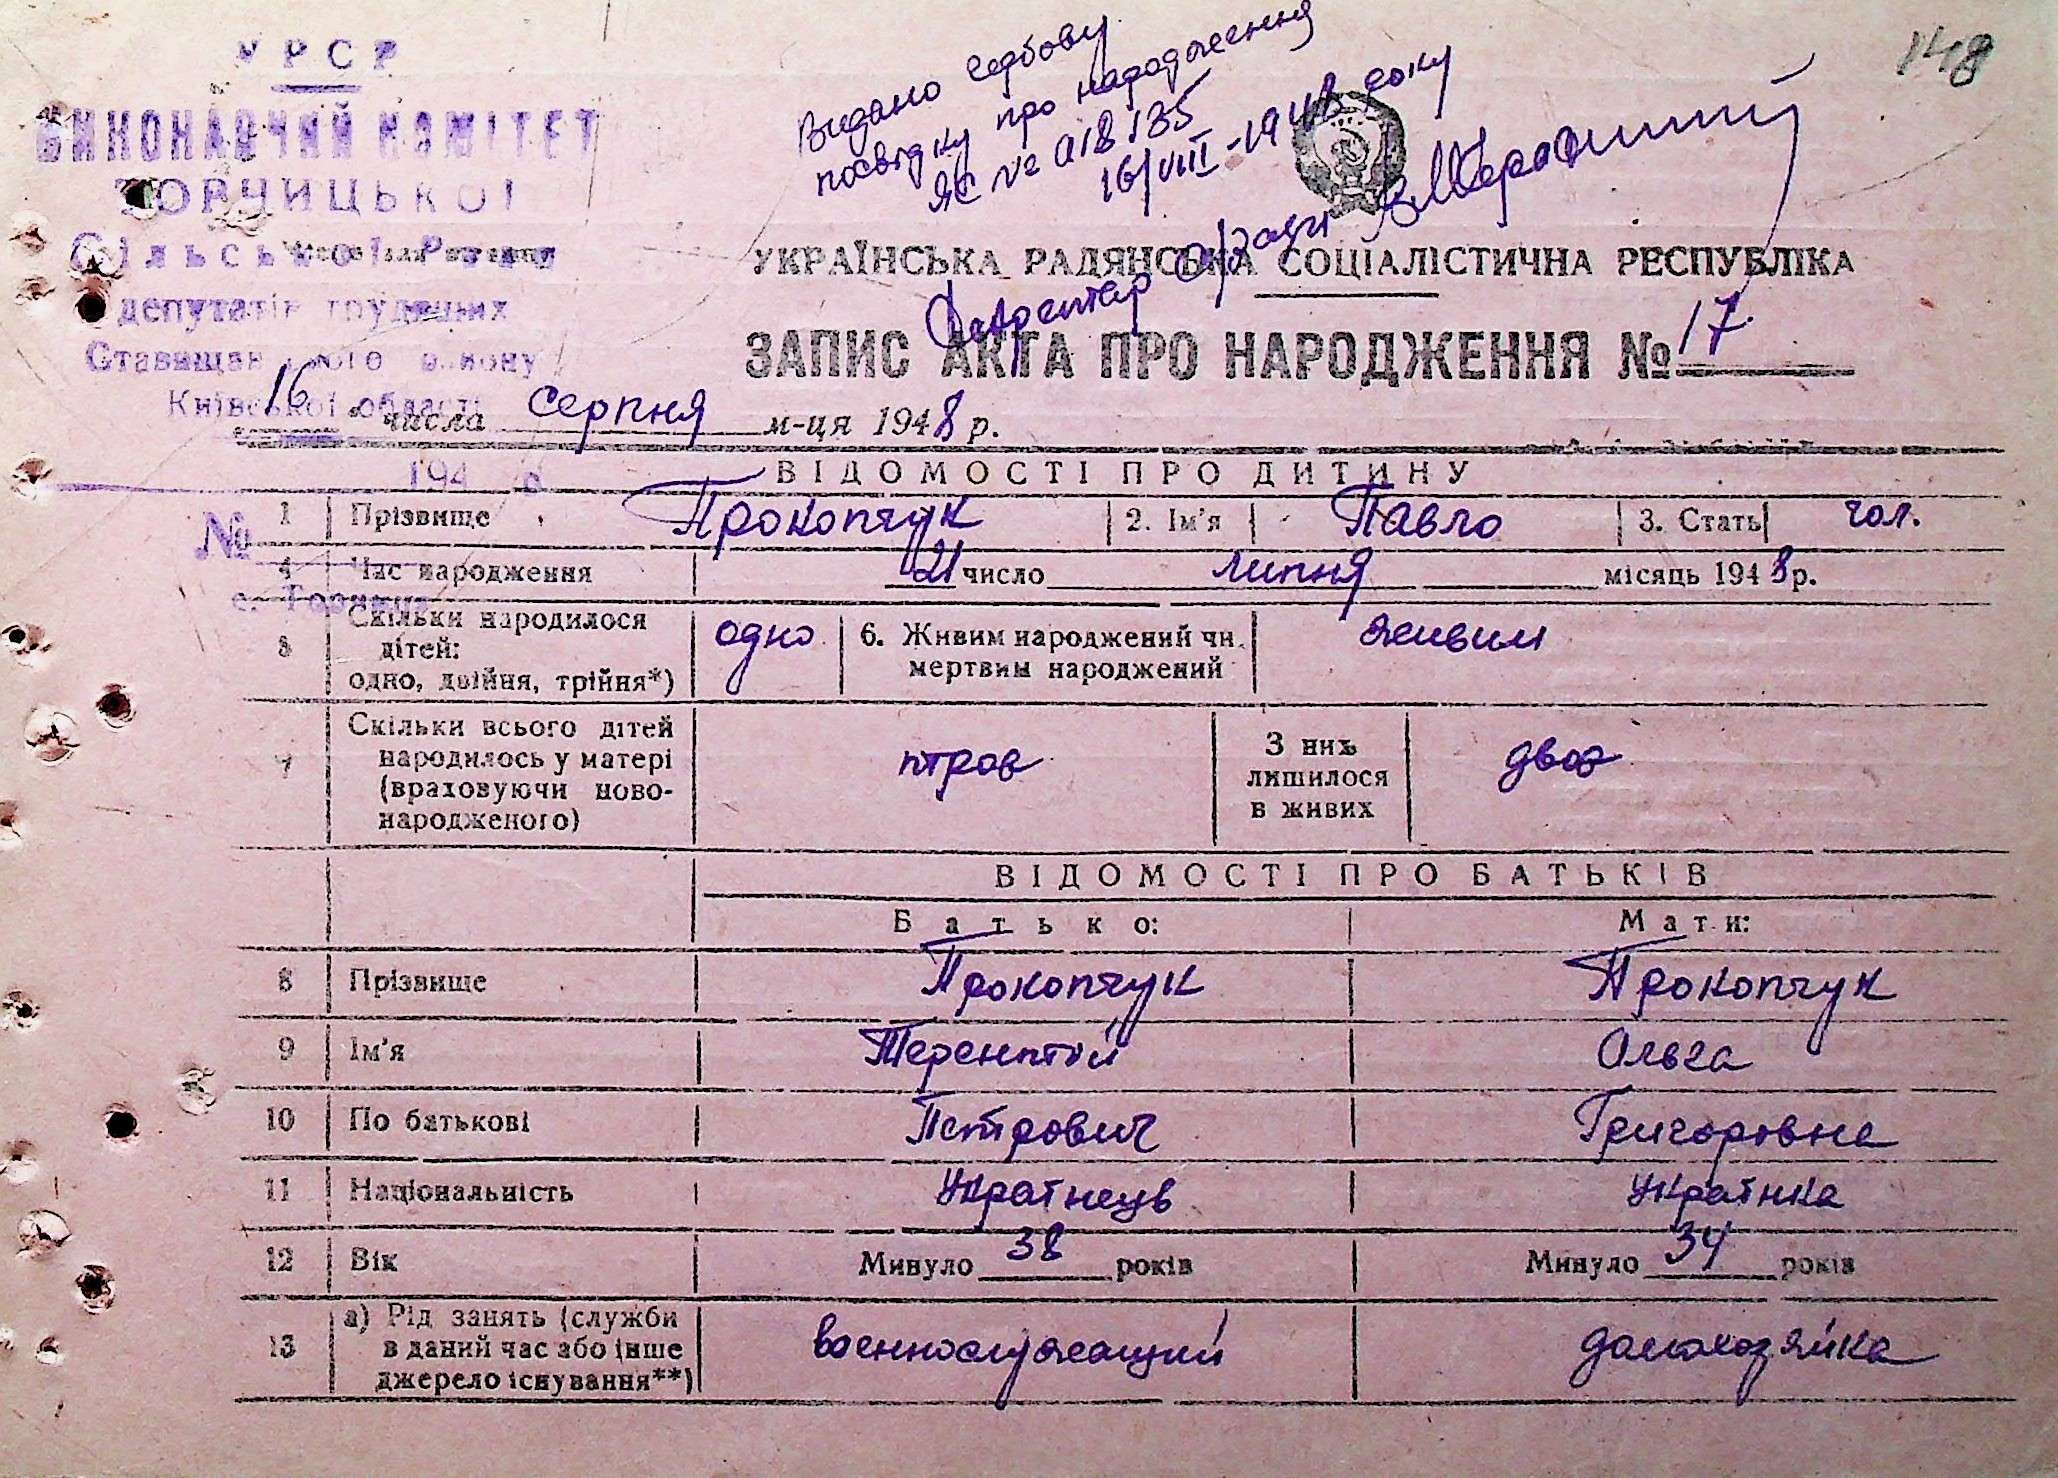 148
УРСР
ВИКОНАВЧИЙ КОМІТЕТ
ТОРЧИЦЬКОЇ
Сільської Ради
депутатів трудящих
Ставищанського району
Київської області
194 р.
№
с. Торчиця
Видано гербову
посвідку про народження
ЯС № 018135
16/VIII-1948 року
Секретар с/ради
УКРАЇНСЬКА РАДЯНСЬКА СОЦІАЛІСТИЧНА РЕСПУБЛІКА
ЗАПИС АКТА ПРО НАРОДЖЕННЯ № 17.
16 числа серпня м-ця 1948 р.
ВІДОМОСТІ ПРО ДИТИНУ
1 Прізвище Прокопчук 2. Ім'я Павло 3. Стать чол.
4 Час народження 21 число липня місяць 1948 р.
5 Скільки народилося дітей: одно, двійня, трійня*) одно 6. Живим народжений чи мертвим народжений живим
7 Скільки всього дітей народилось у матері (враховуючи новонародженого) троє З них лишилося в живих двоє
ВІДОМОСТІ ПРО БАТЬКІВ
Батько: Мати:
8 Прізвище Прокопчук Прокопчук
9 Ім'я Терентій Ольга
10 По батькові Петрович Григоровна
11 Національність Українець Українка
12 Вік Минуло 38 років Минуло 34 років
13 а) Рід занять (служби в даний час або інше джерело існування**) военнослужащий домохозяйка